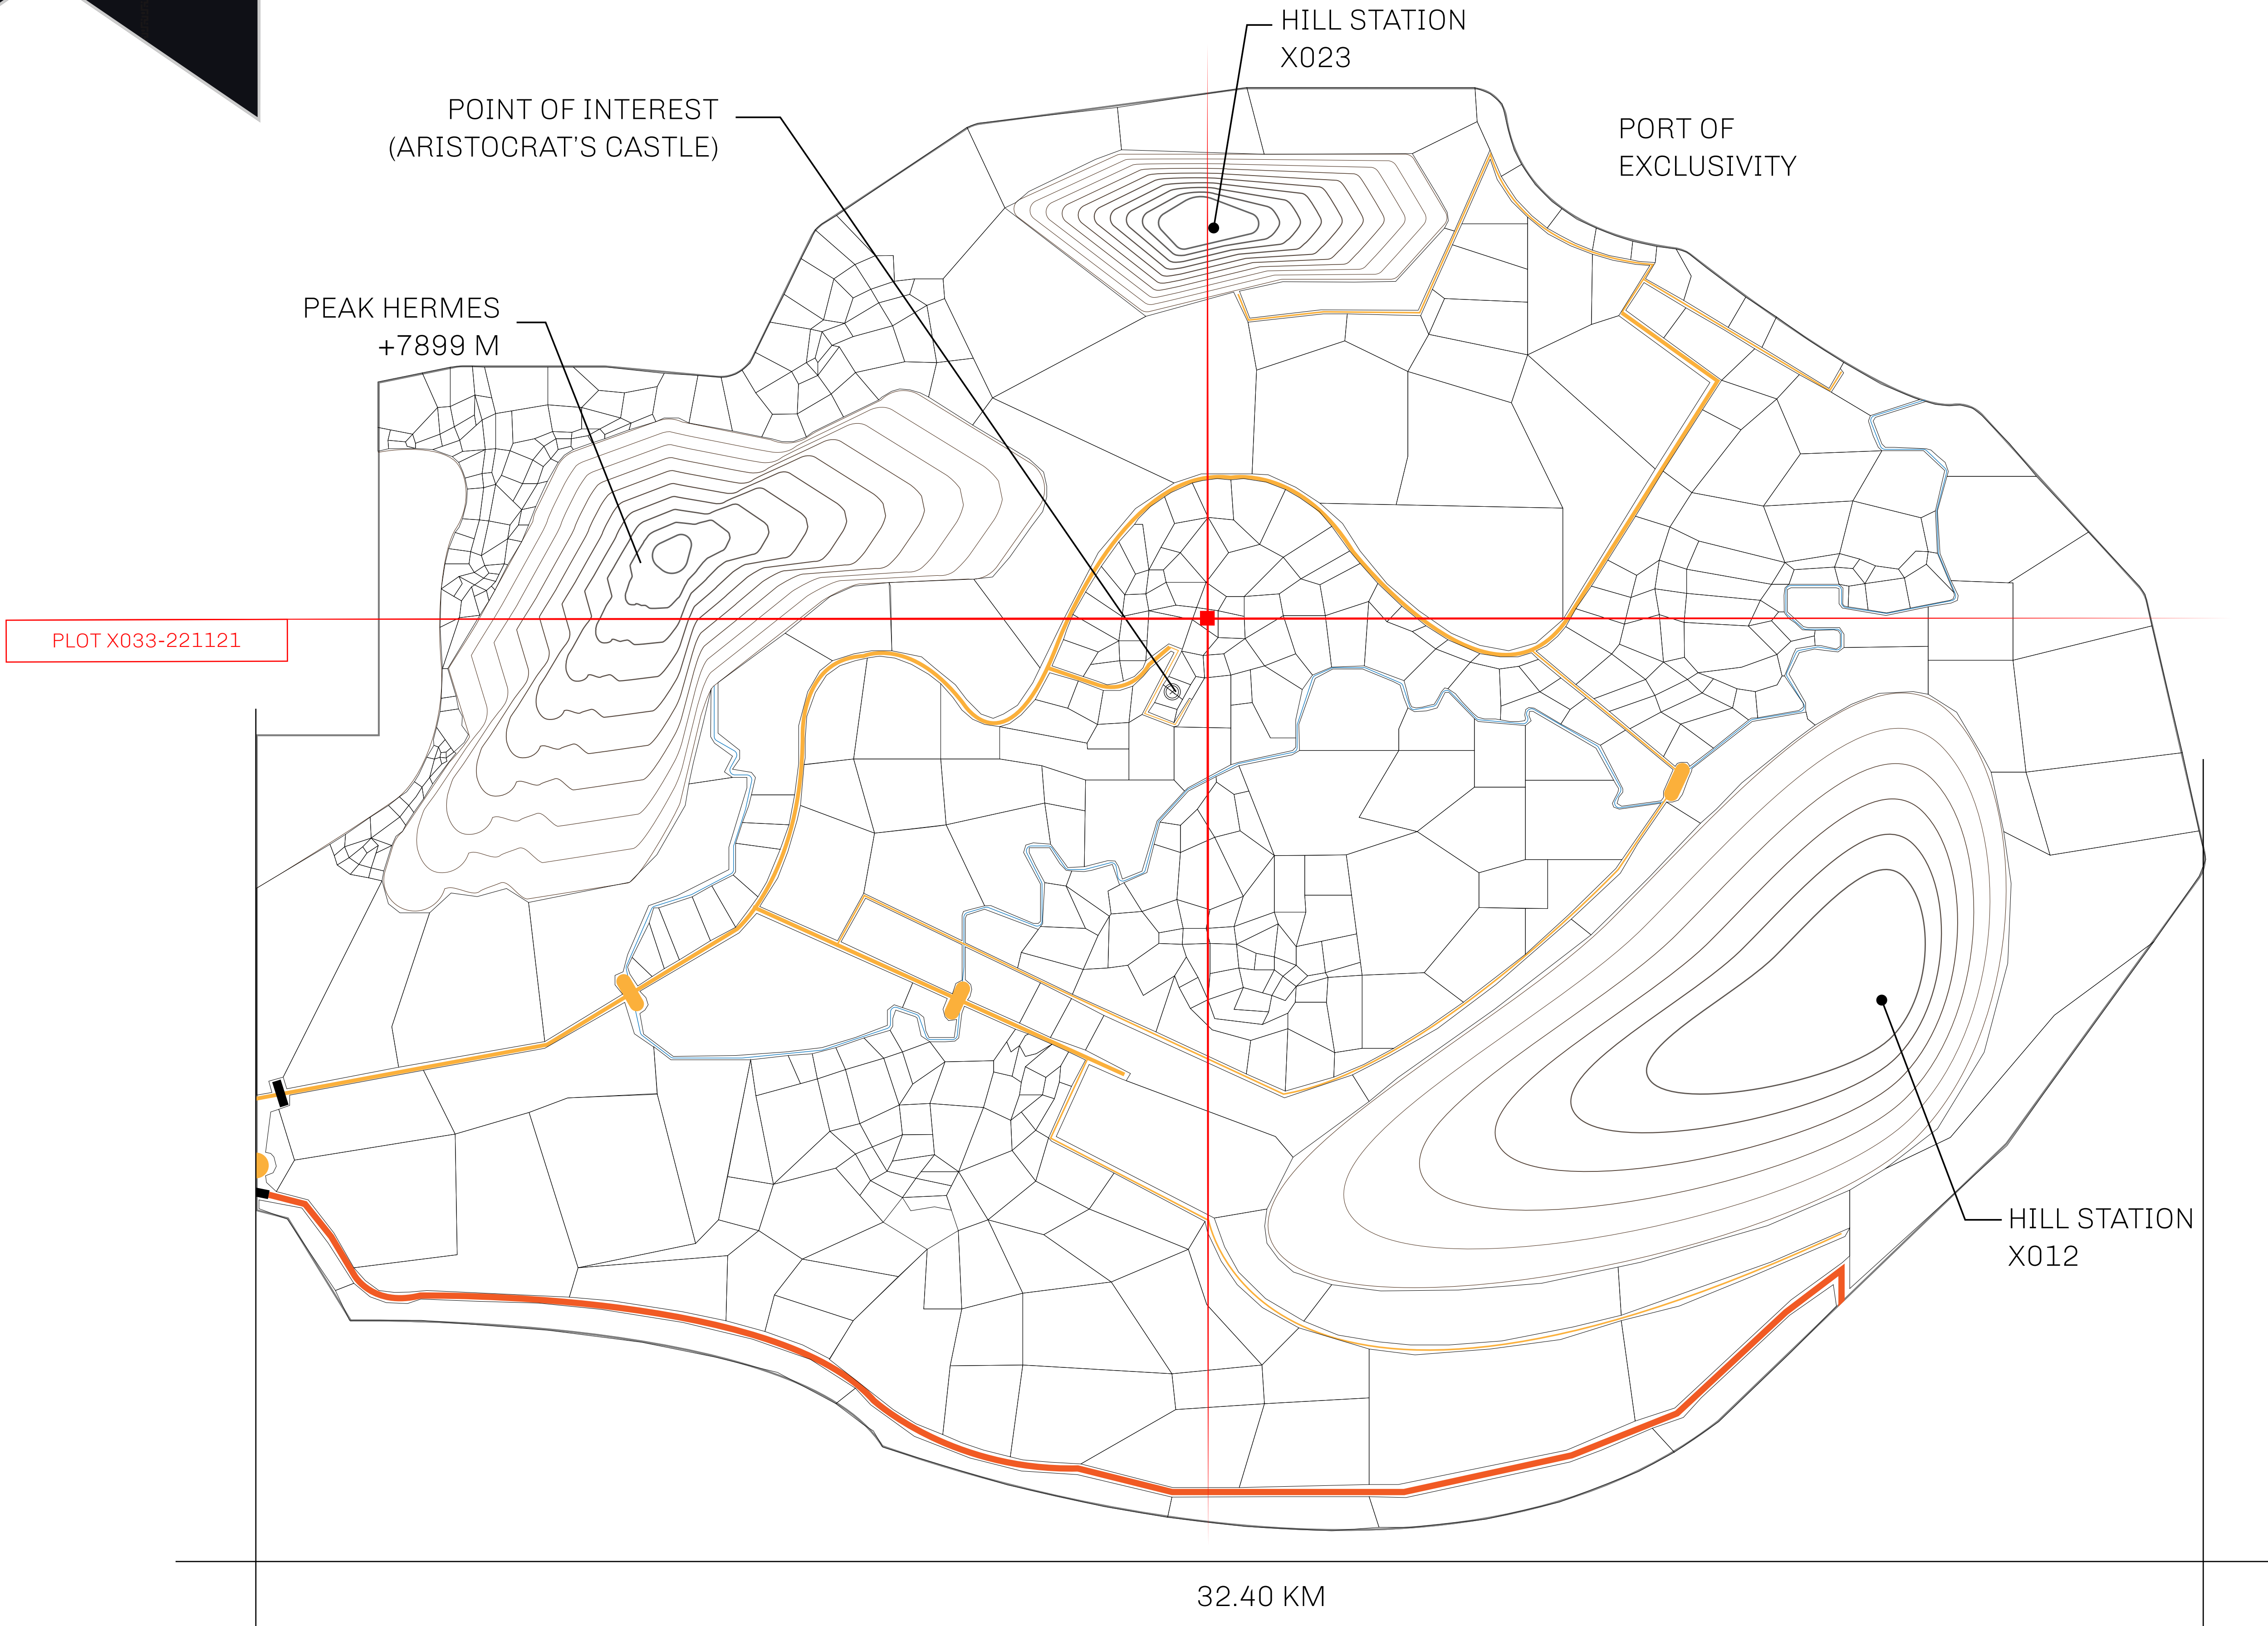 HILL STATION
X023
POINT OF INTEREST
(ARISTOCRAT'S CASTLE)
PORT OF
EXCLUSIVITY
PEAK HERMES
+7899 M
PLOT X033-221121
HILL STATION
X012
32.40 KM